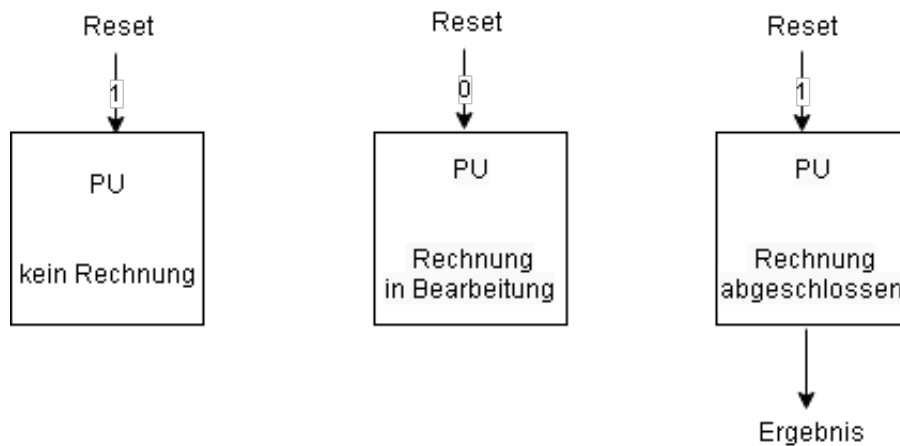 Reset
1
PU
kein Rechnung
Reset
0
PU
Rechnung
in Bearbeitung
Reset
1
PU
Rechnung
abgeschlossen
Ergebnis